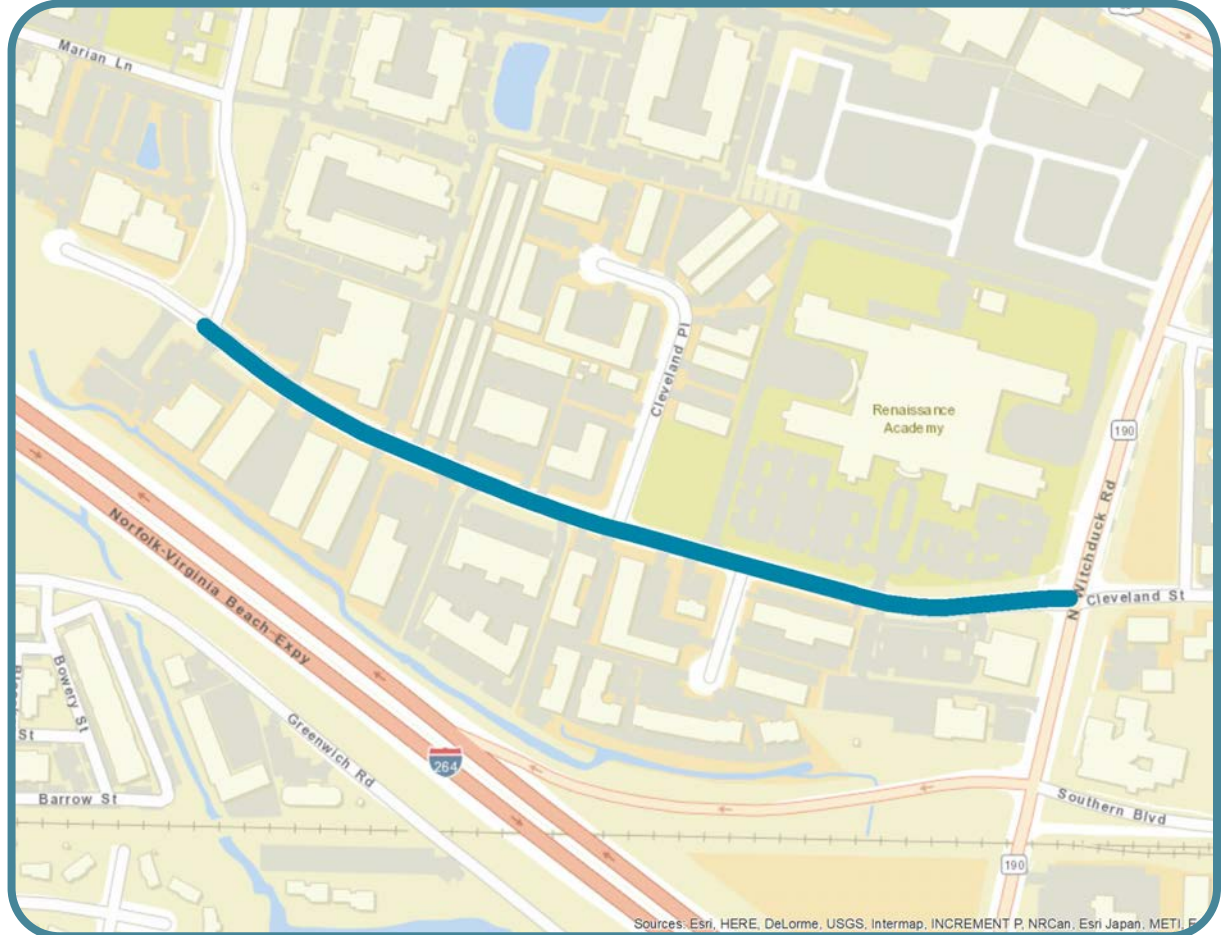 Marian Ln
Cleveland Pl
Renaissance
Academy
190
N Witchduck Rd
Cleveland St
Norfolk-Virginia Beach-Expy
Bowery St
St
Greenwich Rd
264
Barrow St
Southern Blvd
190
Sources: Esri, HERE, DeLorme, USGS, Intermap, INCREMENT P, NRCan, Esri Japan, METI, E